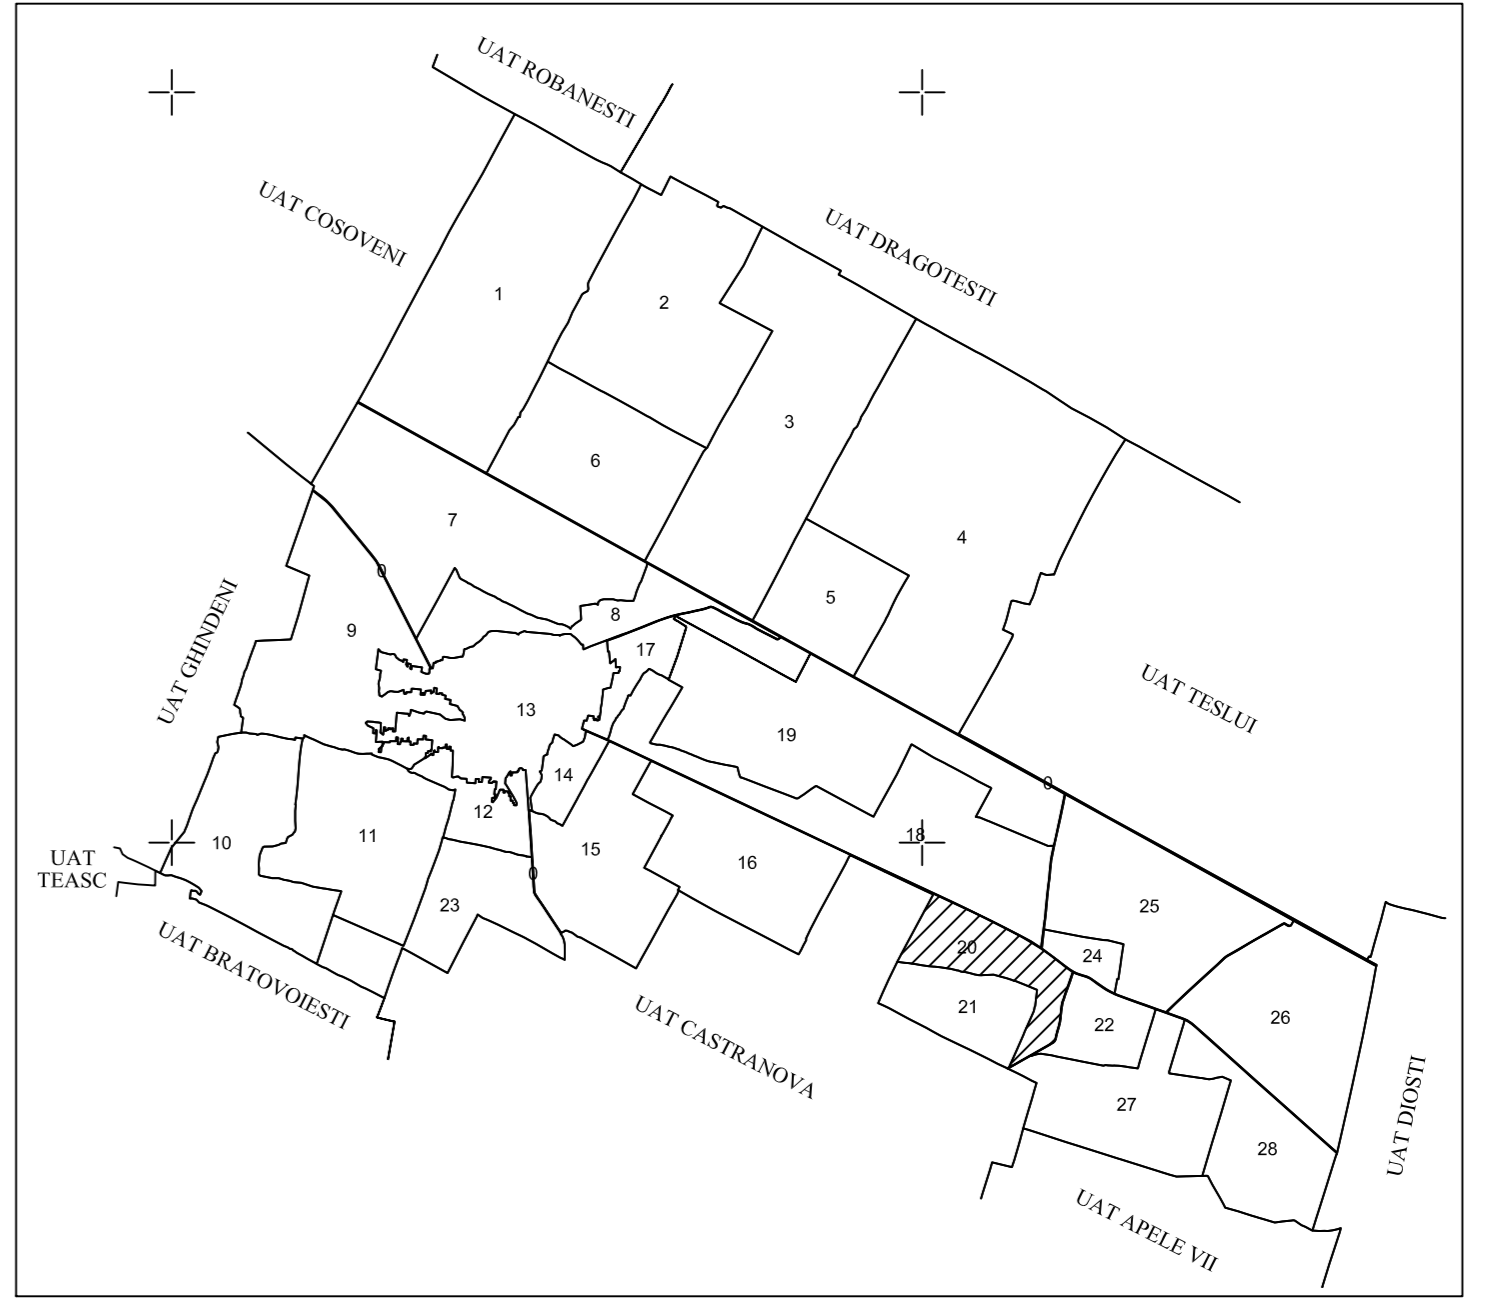 UAT ROBANESTI
UAT COSOVENI
UAT DRAGOTESTI
1
2
3
6
7
4
0
5
8
9
17
UAT GHINDENI
UAT TESLUI
13
19
14
0
12
18
11
10
15
16
UAT
TEASC
0
23
25
20
24
UAT BRATOVOIESTI
21
26
22
UAT CASTRANOVA
27
UAT DIOSTI
28
UAT APELE VII